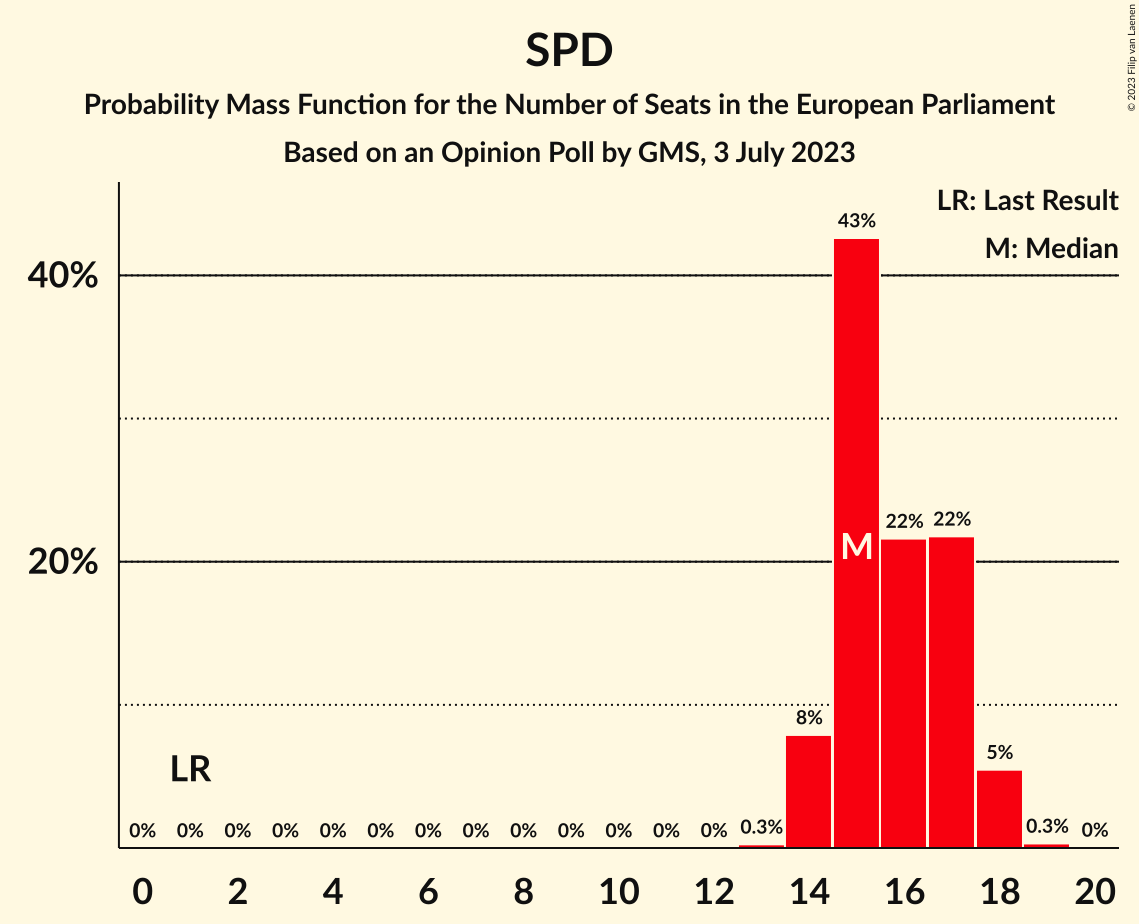 SPD
Probability Mass Function for the Number of Seats in the European Parliament
Based on an Opinion Poll by GMS, 3 July 2023
© 2023 Filip van Laenen
LR: Last Result
M: Median
43%
40%
22% 22%
M
20%
8%
5%
LR
0% 0% 0% 0% 0% 0% 0% 0% 0% 0% 0% 0% 0% 0.3% 0.3% 0%
0 2 4 6 8 10 12 14 16 18 20